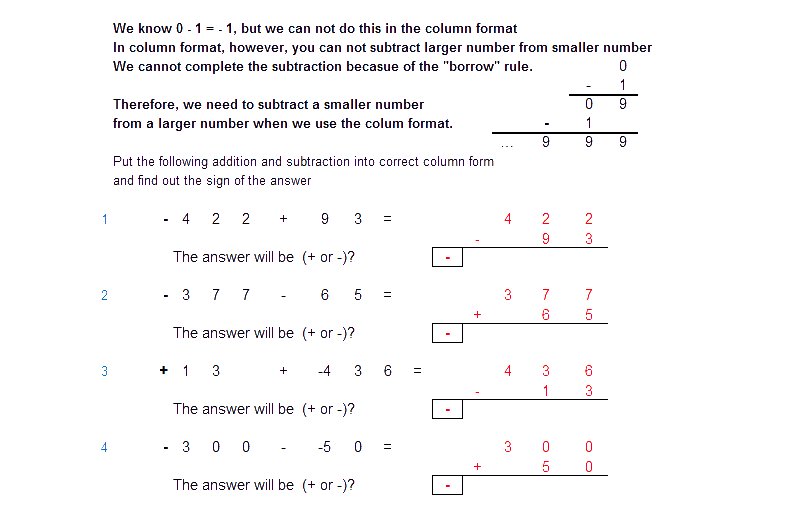 We know 0 - 1 = - 1, but we can not do this in the column format
In column format, however, you can not subtract larger number from smaller number
We cannot complete the subtraction becasue of the "borrow" rule. 0
- 1
Therefore, we need to subtract a smaller number 0 9
from a larger number when we use the colum format. - 1
... 9 9 9
Put the following addition and subtraction into correct column form
and find out the sign of the answer
1 - 4 2 2 + 9 3 = 4 2 2
- 9 3
The answer will be (+ or -)? -
2 - 3 7 7 - 6 5 = 3 7 7
+ 6 5
The answer will be (+ or -)? -
3 + 1 3 + -4 3 6 = 4 3 6
- 1 3
The answer will be (+ or -)? -
4 - 3 0 0 - -5 0 = 3 0 0
+ 5 0
The answer will be (+ or -)? -